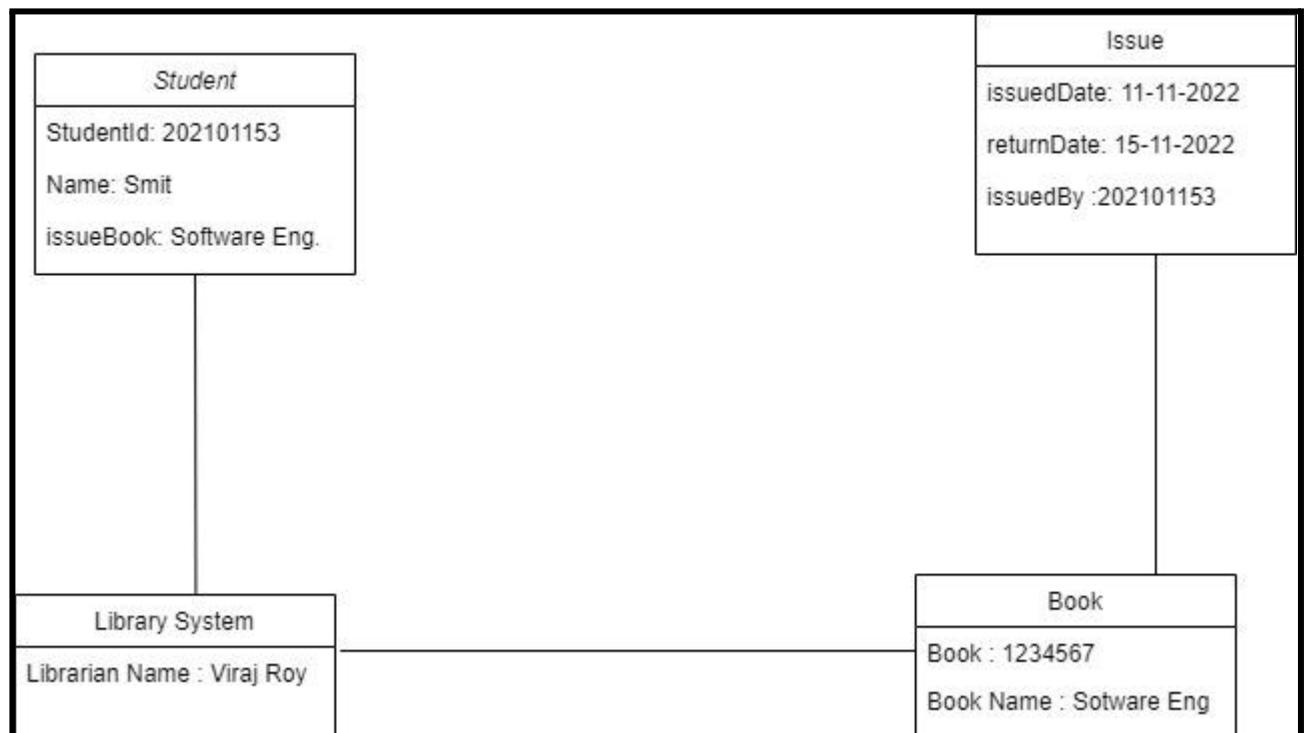 Student
StudentId: 202101153
Name: Smit
issueBook: Software Eng.
Issue
issuedDate: 11-11-2022
returnDate: 15-11-2022
issuedBy :202101153
Library System
Librarian Name : Viraj Roy
Book
Book : 1234567
Book Name : Sotware Eng